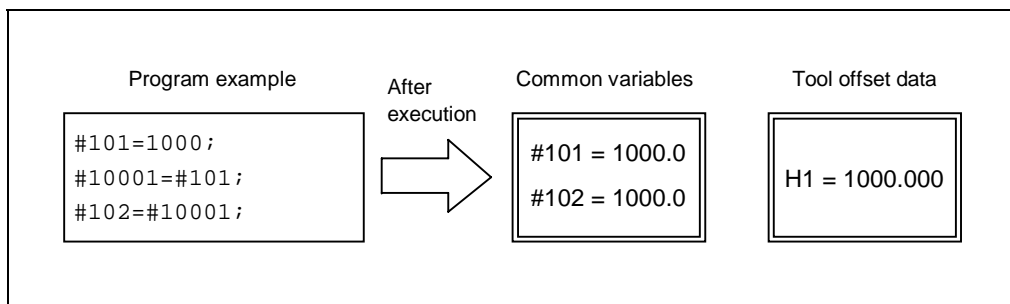 Program example
#101=1000;
#10001=#101;
#102=#10001;
After
execution
Common variables
#101 = 1000.0
#102 = 1000.0
Tool offset data
H1 = 1000.000